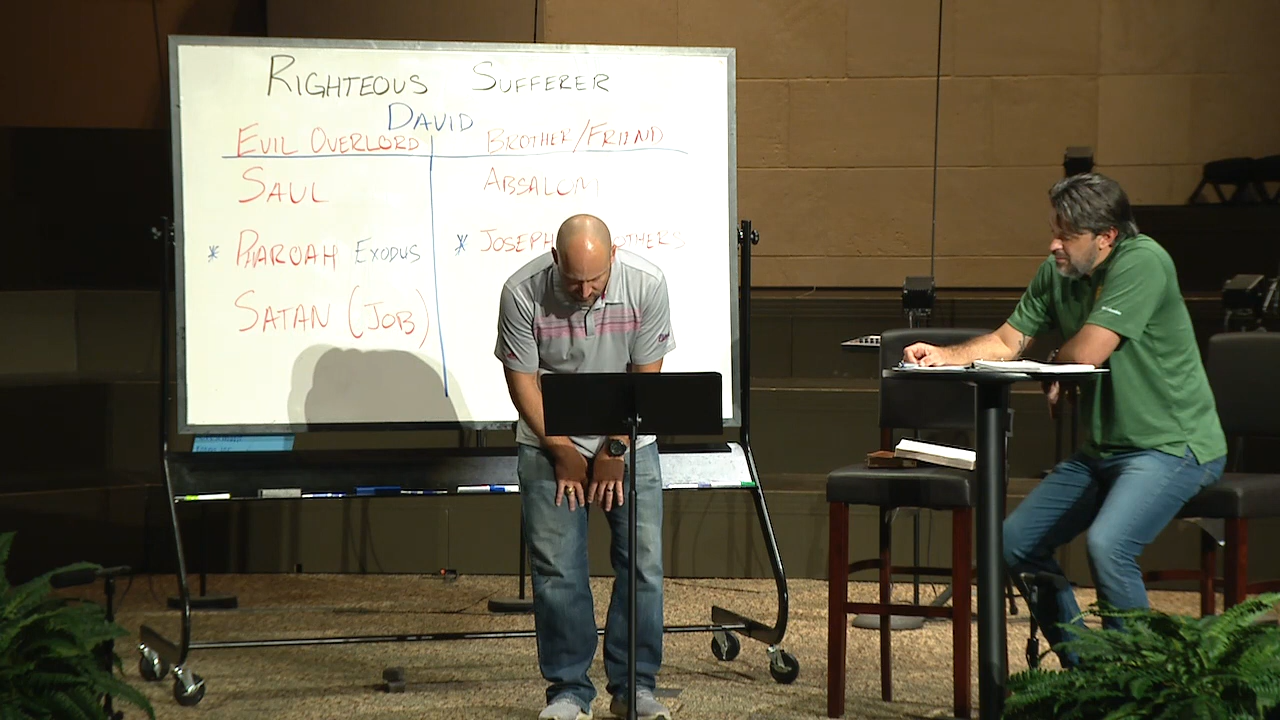 RIGHTEOUS SUFFERER
DAVID
EVIL OVERLORD BROTHER/FRIEND
SAUL ABSALOM
* PHAROAH EXODUS * JOSEPH
SATAN (JOB)